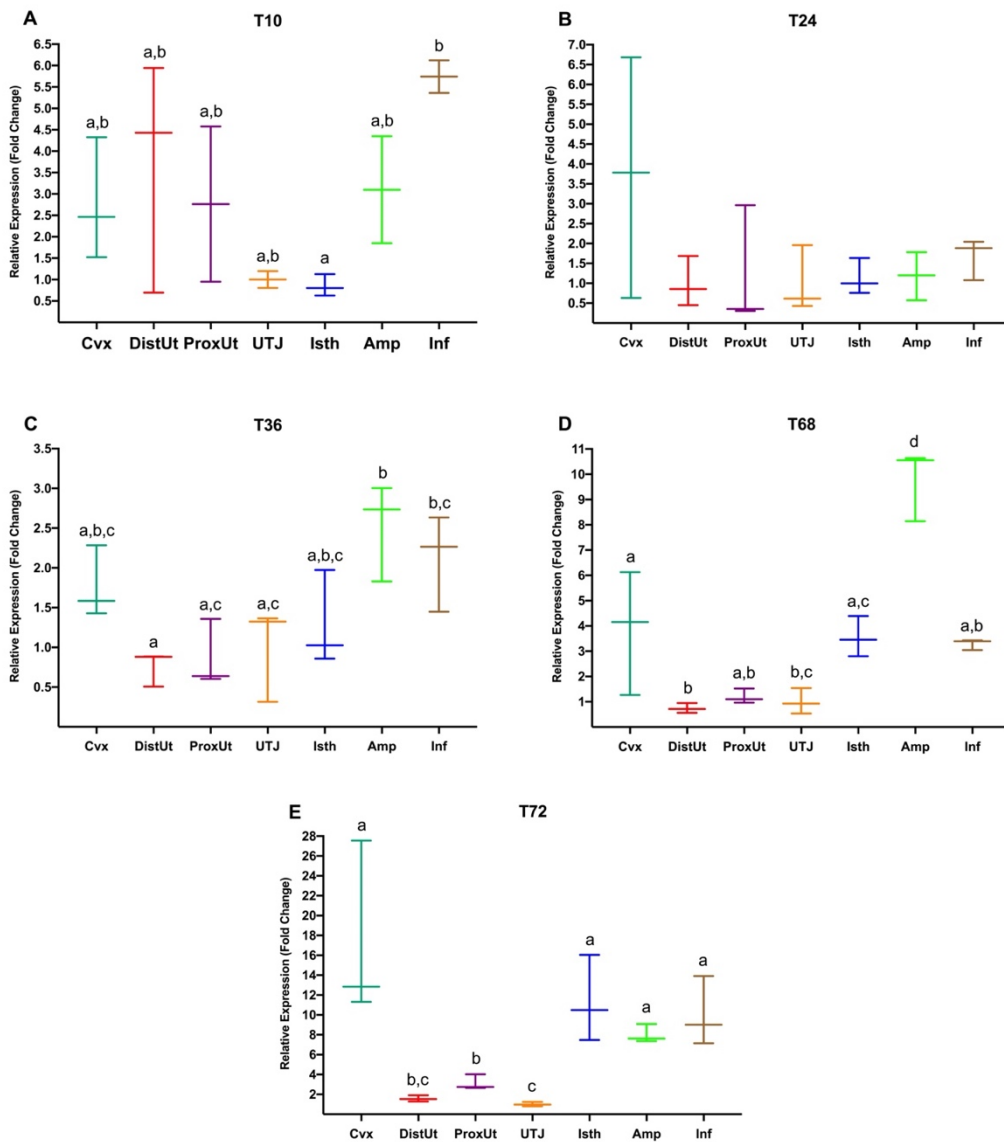 A
T10
Relative Expression (Fold Change)
6.5
6.0
5.5
5.0
4.5
4.0
3.5
3.0
2.5
2.0
1.5
1.0
0.5
a,b
a,b
a,b
a,b
a
a,b
b
Cvx DistUt ProxUt UTJ Isth Amp Inf
B
T24
Relative Expression (Fold Change)
7.0
6.5
6.0
5.5
5.0
4.5
4.0
3.5
3.0
2.5
2.0
1.5
1.0
0.5
Cvx DistUt ProxUt UTJ Isth Amp Inf
C
T36
Relative Expression (Fold Change)
3.5
3.0
2.5
2.0
1.5
1.0
0.5
a,b,c
a
a,c
a,c
a,b,c
b
b,c
Cvx DistUt ProxUt UTJ Isth Amp Inf
D
T68
Relative Expression (Fold Change)
11
10
9
8
7
6
5
4
3
2
1
a
b
a,b
b,c
a,c
d
a,b
Cvx DistUt ProxUt UTJ Isth Amp Inf
E
T72
Relative Expression (Fold Change)
28
26
24
22
20
18
16
14
12
10
8
6
4
2
a
b,c
b
c
a
a
a
Cvx DistUt ProxUt UTJ Isth Amp Inf